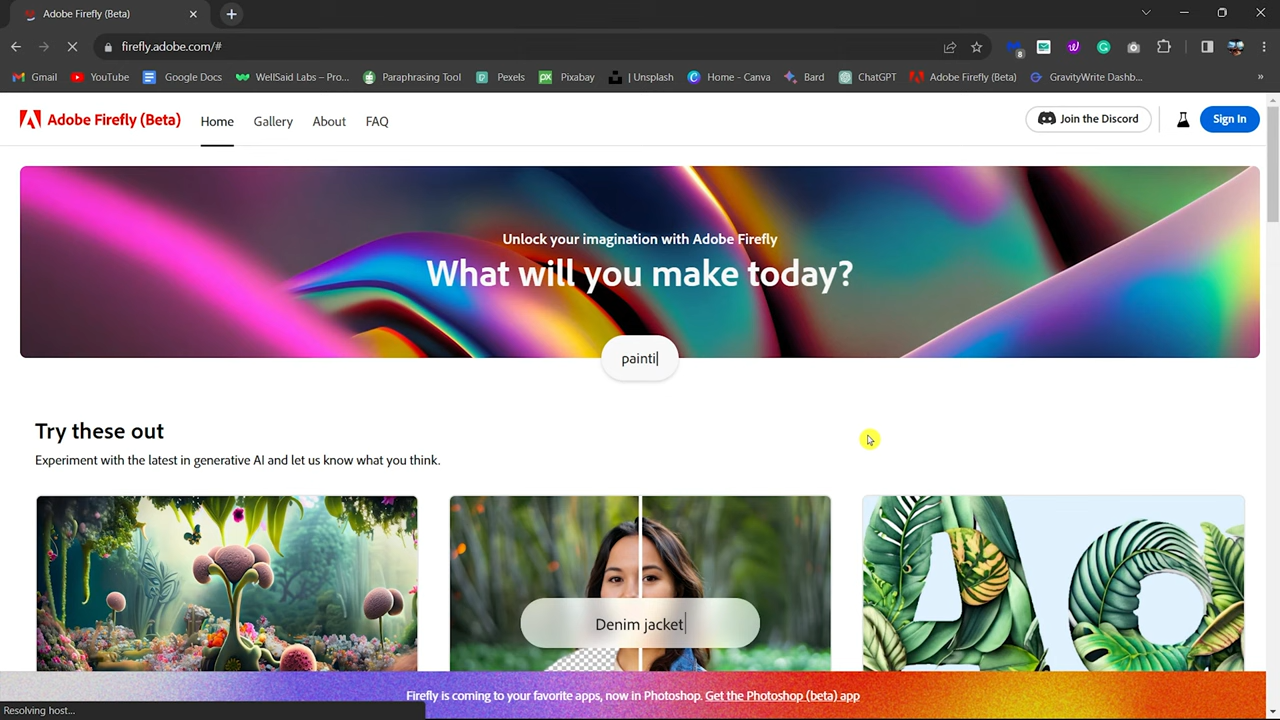 Adobe Firefly (Beta)
firefly.adobe.com/#
8
Gmail
YouTube
Google Docs
WellSaid Labs – Pro...
Paraphrasing Tool
Pexels
Pixabay
| Unsplash
Home - Canva
Bard
ChatGPT
Adobe Firefly (Beta)
GravityWrite Dashb...
»
Adobe Firefly (Beta)
Home
Gallery
About
FAQ
Join the Discord
Sign In
Unlock your imagination with Adobe Firefly
What will you make today?
painti
Try these out
Experiment with the latest in generative AI and let us know what you think.
Denim jacket
Firefly is coming to your favorite apps, now in Photoshop. Get the Photoshop (beta) app
Resolving host...